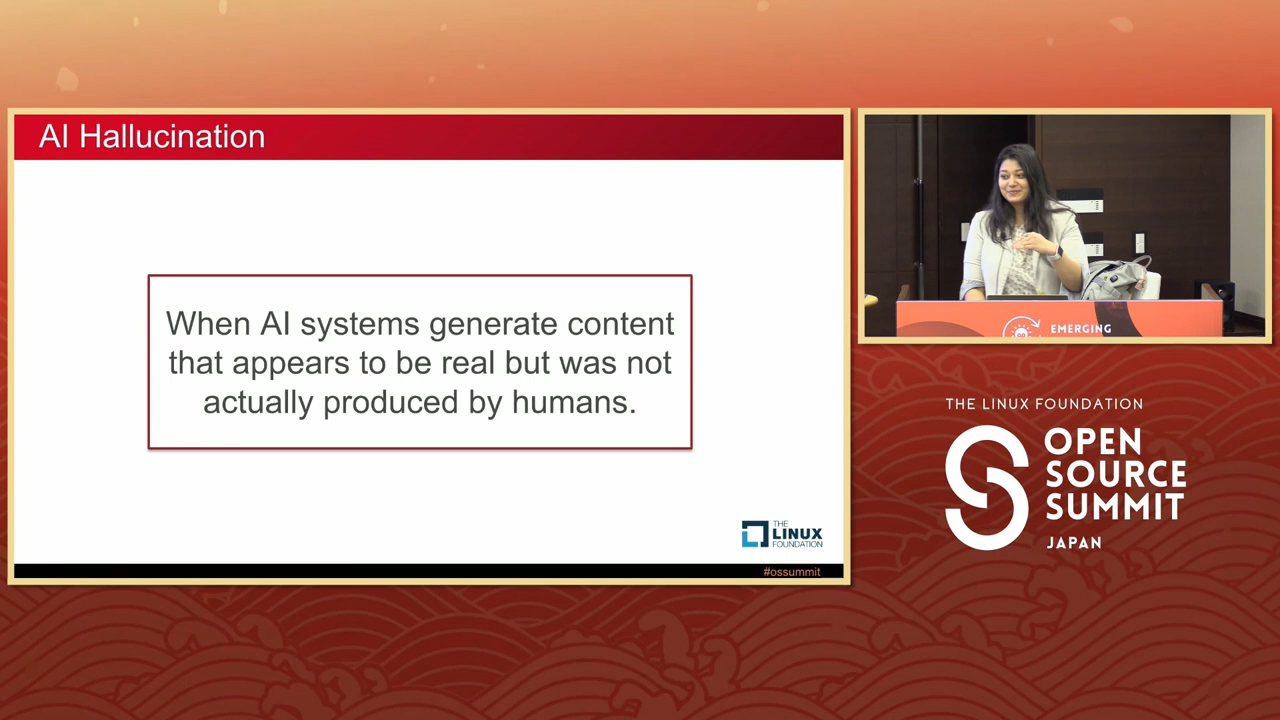 AI Hallucination
When AI systems generate content
that appears to be real but was not
actually produced by humans.
THE
LINUX
FOUNDATION
#ossummit
EMERGING
THE LINUX FOUNDATION
OPEN
SOURCE
SUMMIT
JAPAN